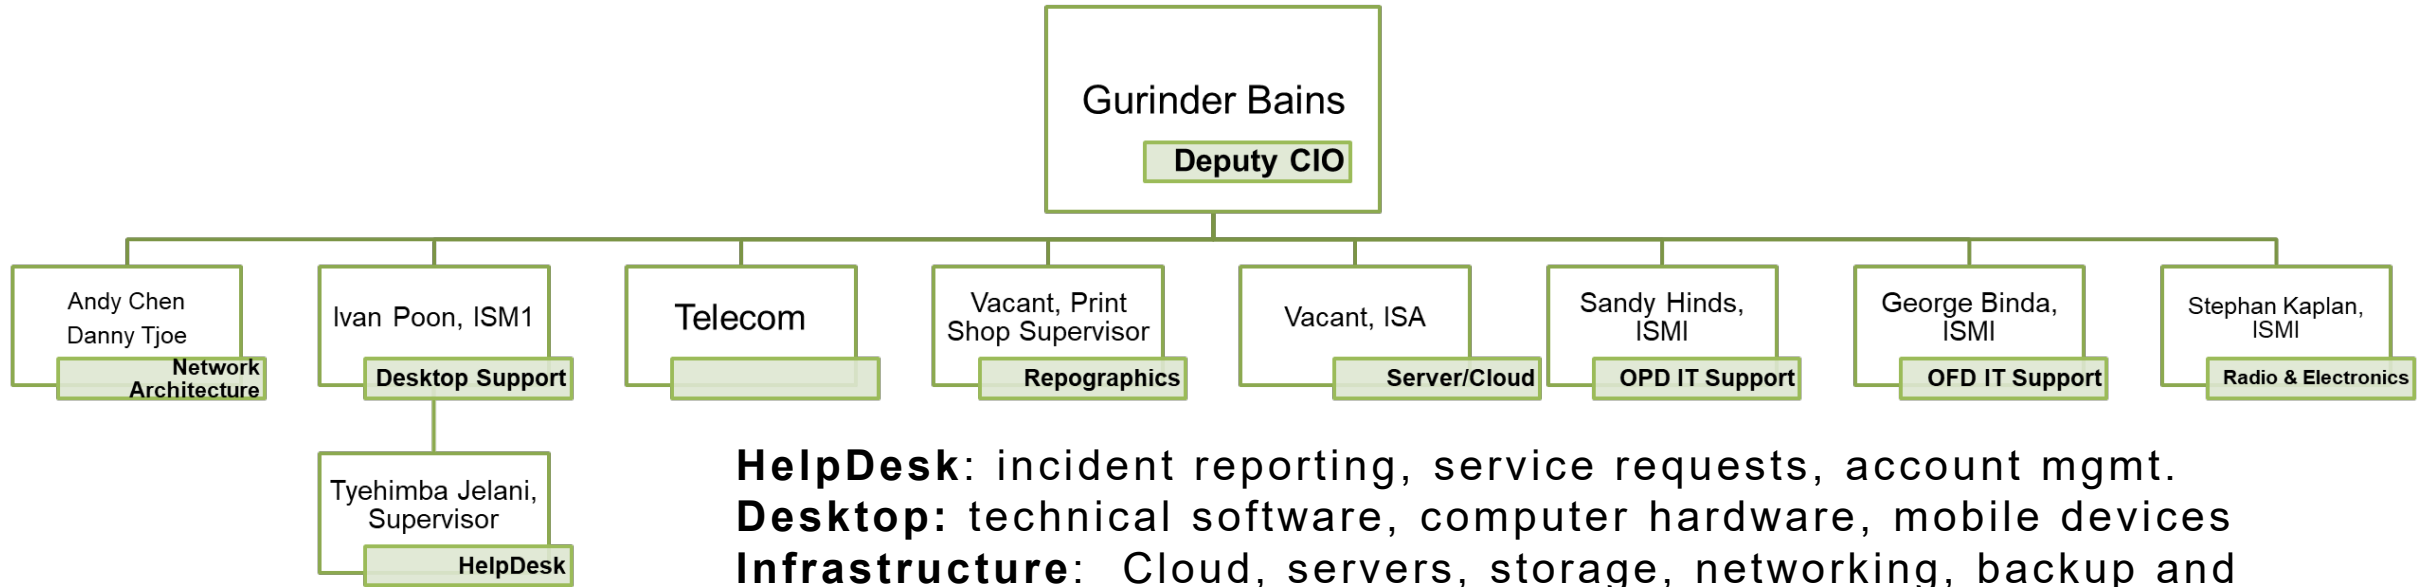 Gurinder Bains
Deputy CIO
Andy Chen
Danny Tjoe
Network
Architecture
Ivan Poon, ISM1
Desktop Support
Telecom
Vacant, Print
Shop Supervisor
Repographics
Vacant, ISA
Server/Cloud
Sandy Hinds,
ISMI
OPD IT Support
George Binda,
ISMI
OFD IT Support
Stephan Kaplan,
ISMI
Radio & Electronics
Tyehimba Jelani,
Supervisor
HelpDesk
HelpDesk: incident reporting, service requests, account mgmt.
Desktop: technical software, computer hardware, mobile devices
Infrastructure: Cloud, servers, storage, networking, backup and